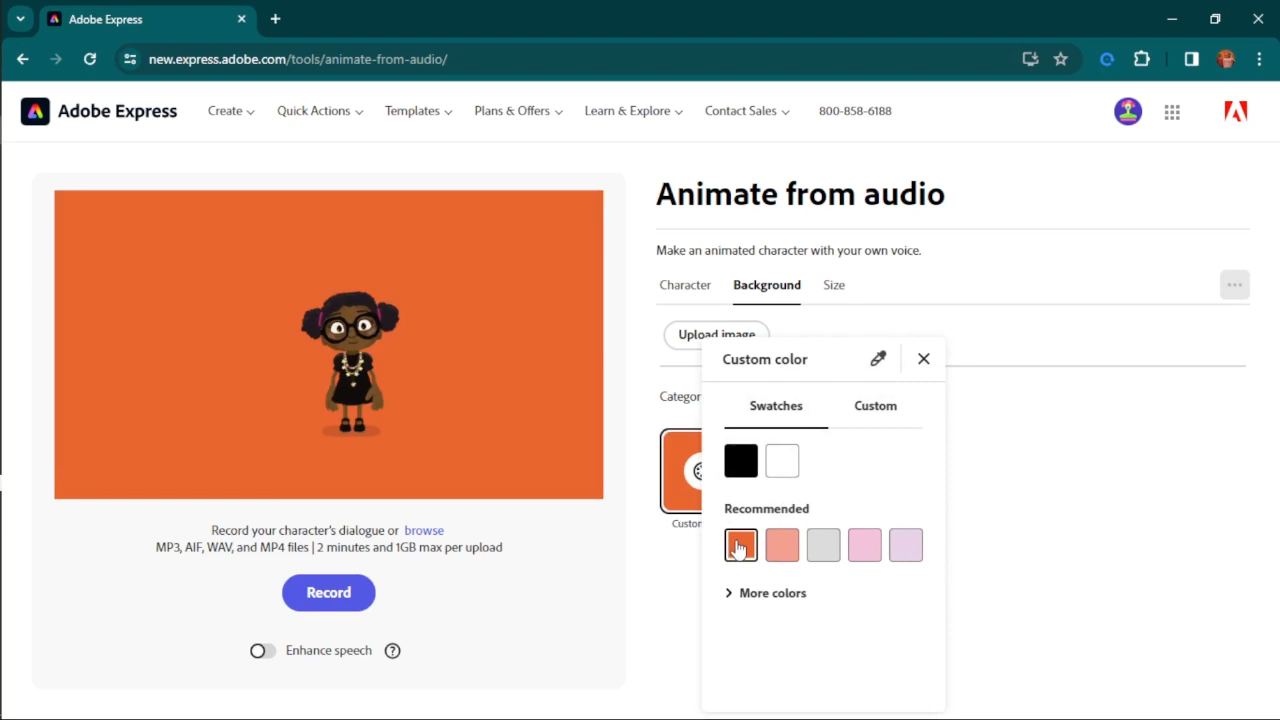 Adobe Express
new.express.adobe.com/tools/animate-from-audio/
Adobe Express
Create
Quick Actions
Templates
Plans & Offers
Learn & Explore
Contact Sales
800-858-6188
Animate from audio
Make an animated character with your own voice.
Character
Background
Size
Upload image
Categor
Custom color
Swatches
Custom
Custon
Recommended
More colors
Record your character's dialogue or browse
MP3, AIF, WAV, and MP4 files | 2 minutes and 1GB max per upload
Record
Enhance speech